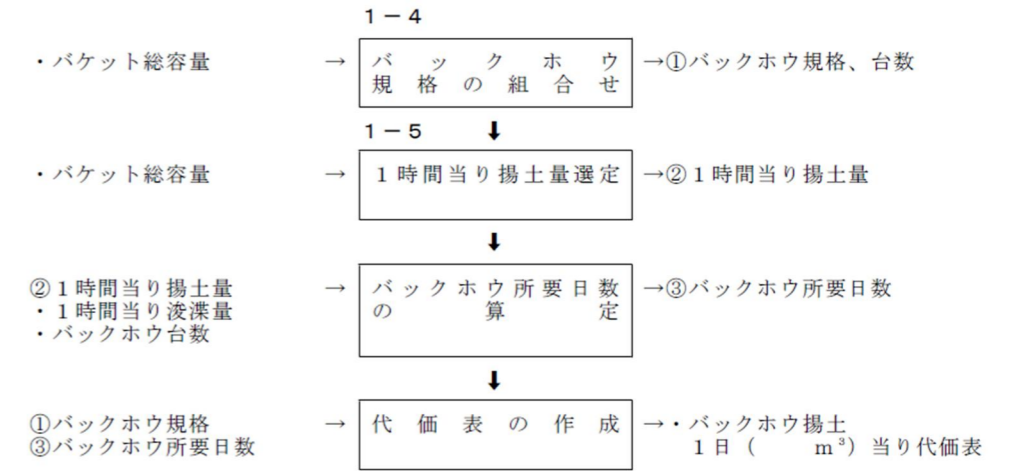 1－4
・バケット総容量 → バックホウ →①バックホウ規格、台数
規格の組合せ
⬇
1－5
・バケット総容量 → 1時間当り揚土量選定 →②1時間当り揚土量
⬇
②1時間当り揚土量 → バックホウ所要日数 →③バックホウ所要日数
・1時間当り浚渫量 の算定
・バックホウ台数
⬇
①バックホウ規格 → 代価表の作成 →・バックホウ揚土
③バックホウ所要日数 1日（　　m³）当り代価表